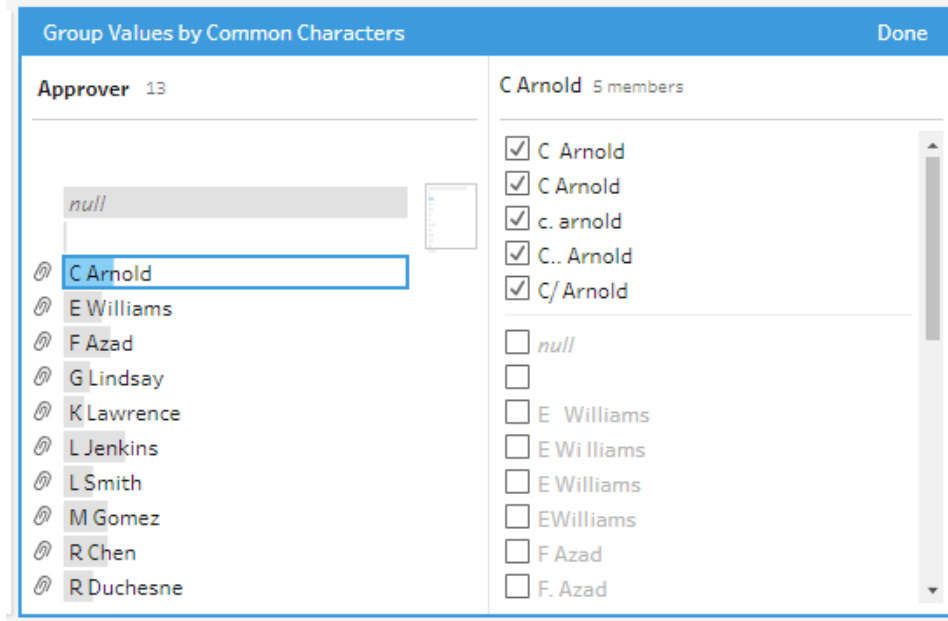 Group Values by Common Characters Done
Approver 13
null
C Arnold
E Williams
F Azad
G Lindsay
K Lawrence
L Jenkins
L Smith
M Gomez
R Chen
R Duchesne
C Arnold 5 members
C  Arnold
C Arnold
c. arnold
C.. Arnold
C/ Arnold
null
E  Williams
E Wi lliams
E Williams
EWilliams
F Azad
F. Azad